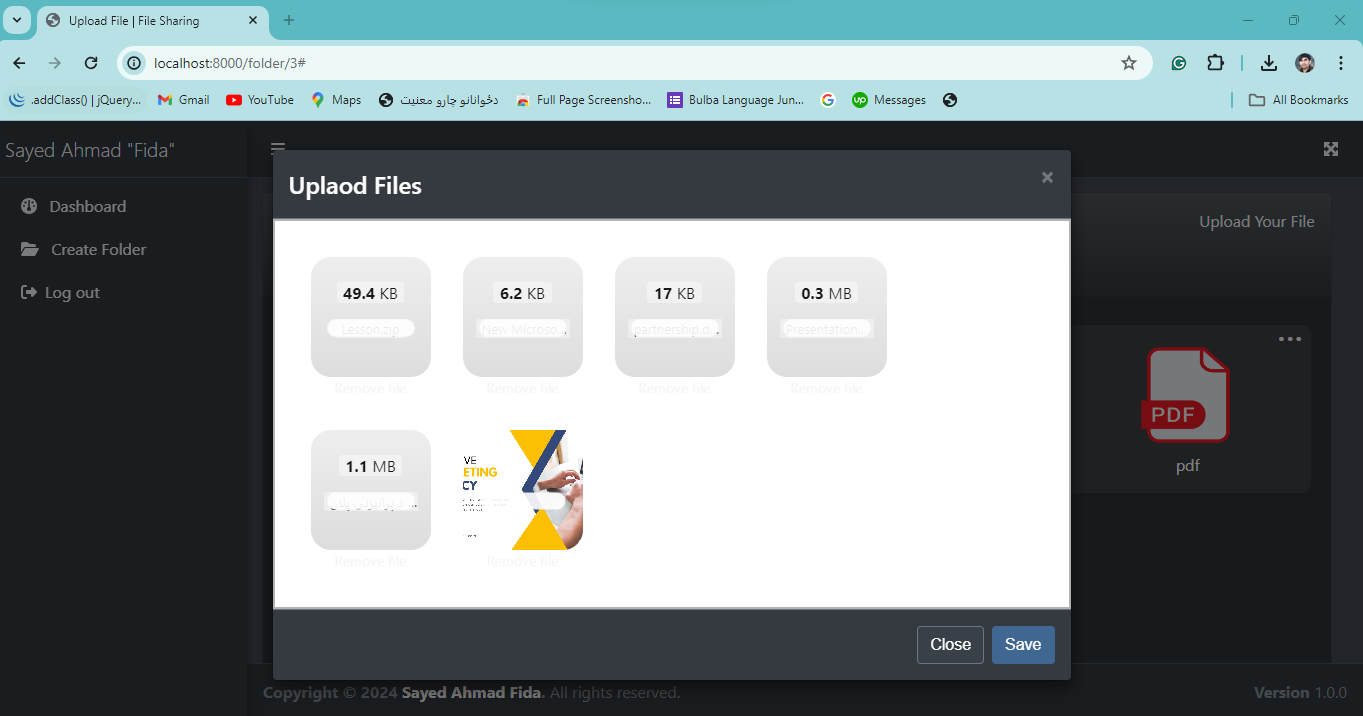 Upload File | File Sharing
localhost:8000/folder/3#
.addClass() | jQuery...
Gmail
YouTube
Maps
دځوانانو چارو معنیت
Full Page Screensho...
Bulba Language Jun...
Messages
All Bookmarks
Sayed Ahmad "Fida"
Dashboard
Create Folder
Log out
Uplaod Files
×
Upload Your File
49.4 KB
6.2 KB
17 KB
0.3 MB
Lesson.zip
New Microso...
partnership.d...
Presentation...
Remove file
Remove file
Remove file
Remove file
1.1 MB
VE
ETING
CY
Remove file
Remove file
PDF
pdf
Close
Save
Copyright © 2024 Sayed Ahmad Fida. All rights reserved.
Version 1.0.0